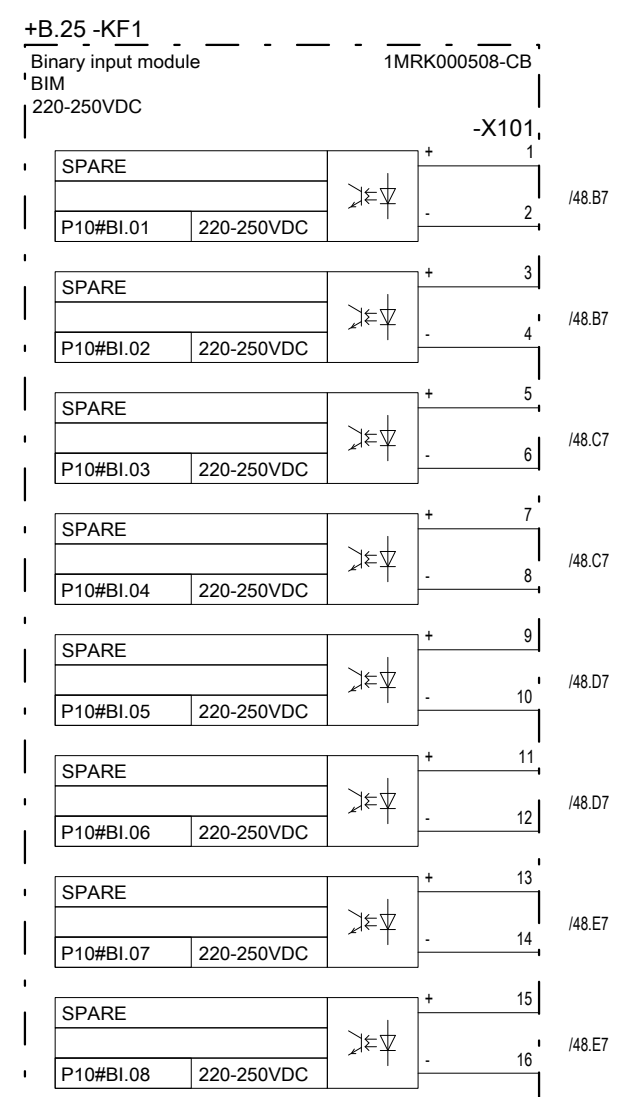 +B.25 -KF1
Binary input module 1MRK000508-CB
BIM
220-250VDC
-X101
SPARE + 1
/48.B7
P10#BI.01 220-250VDC - 2
SPARE + 3
/48.B7
P10#BI.02 220-250VDC - 4
SPARE + 5
/48.C7
P10#BI.03 220-250VDC - 6
SPARE + 7
/48.C7
P10#BI.04 220-250VDC - 8
SPARE + 9
/48.D7
P10#BI.05 220-250VDC - 10
SPARE + 11
/48.D7
P10#BI.06 220-250VDC - 12
SPARE + 13
/48.E7
P10#BI.07 220-250VDC - 14
SPARE + 15
/48.E7
P10#BI.08 220-250VDC - 16